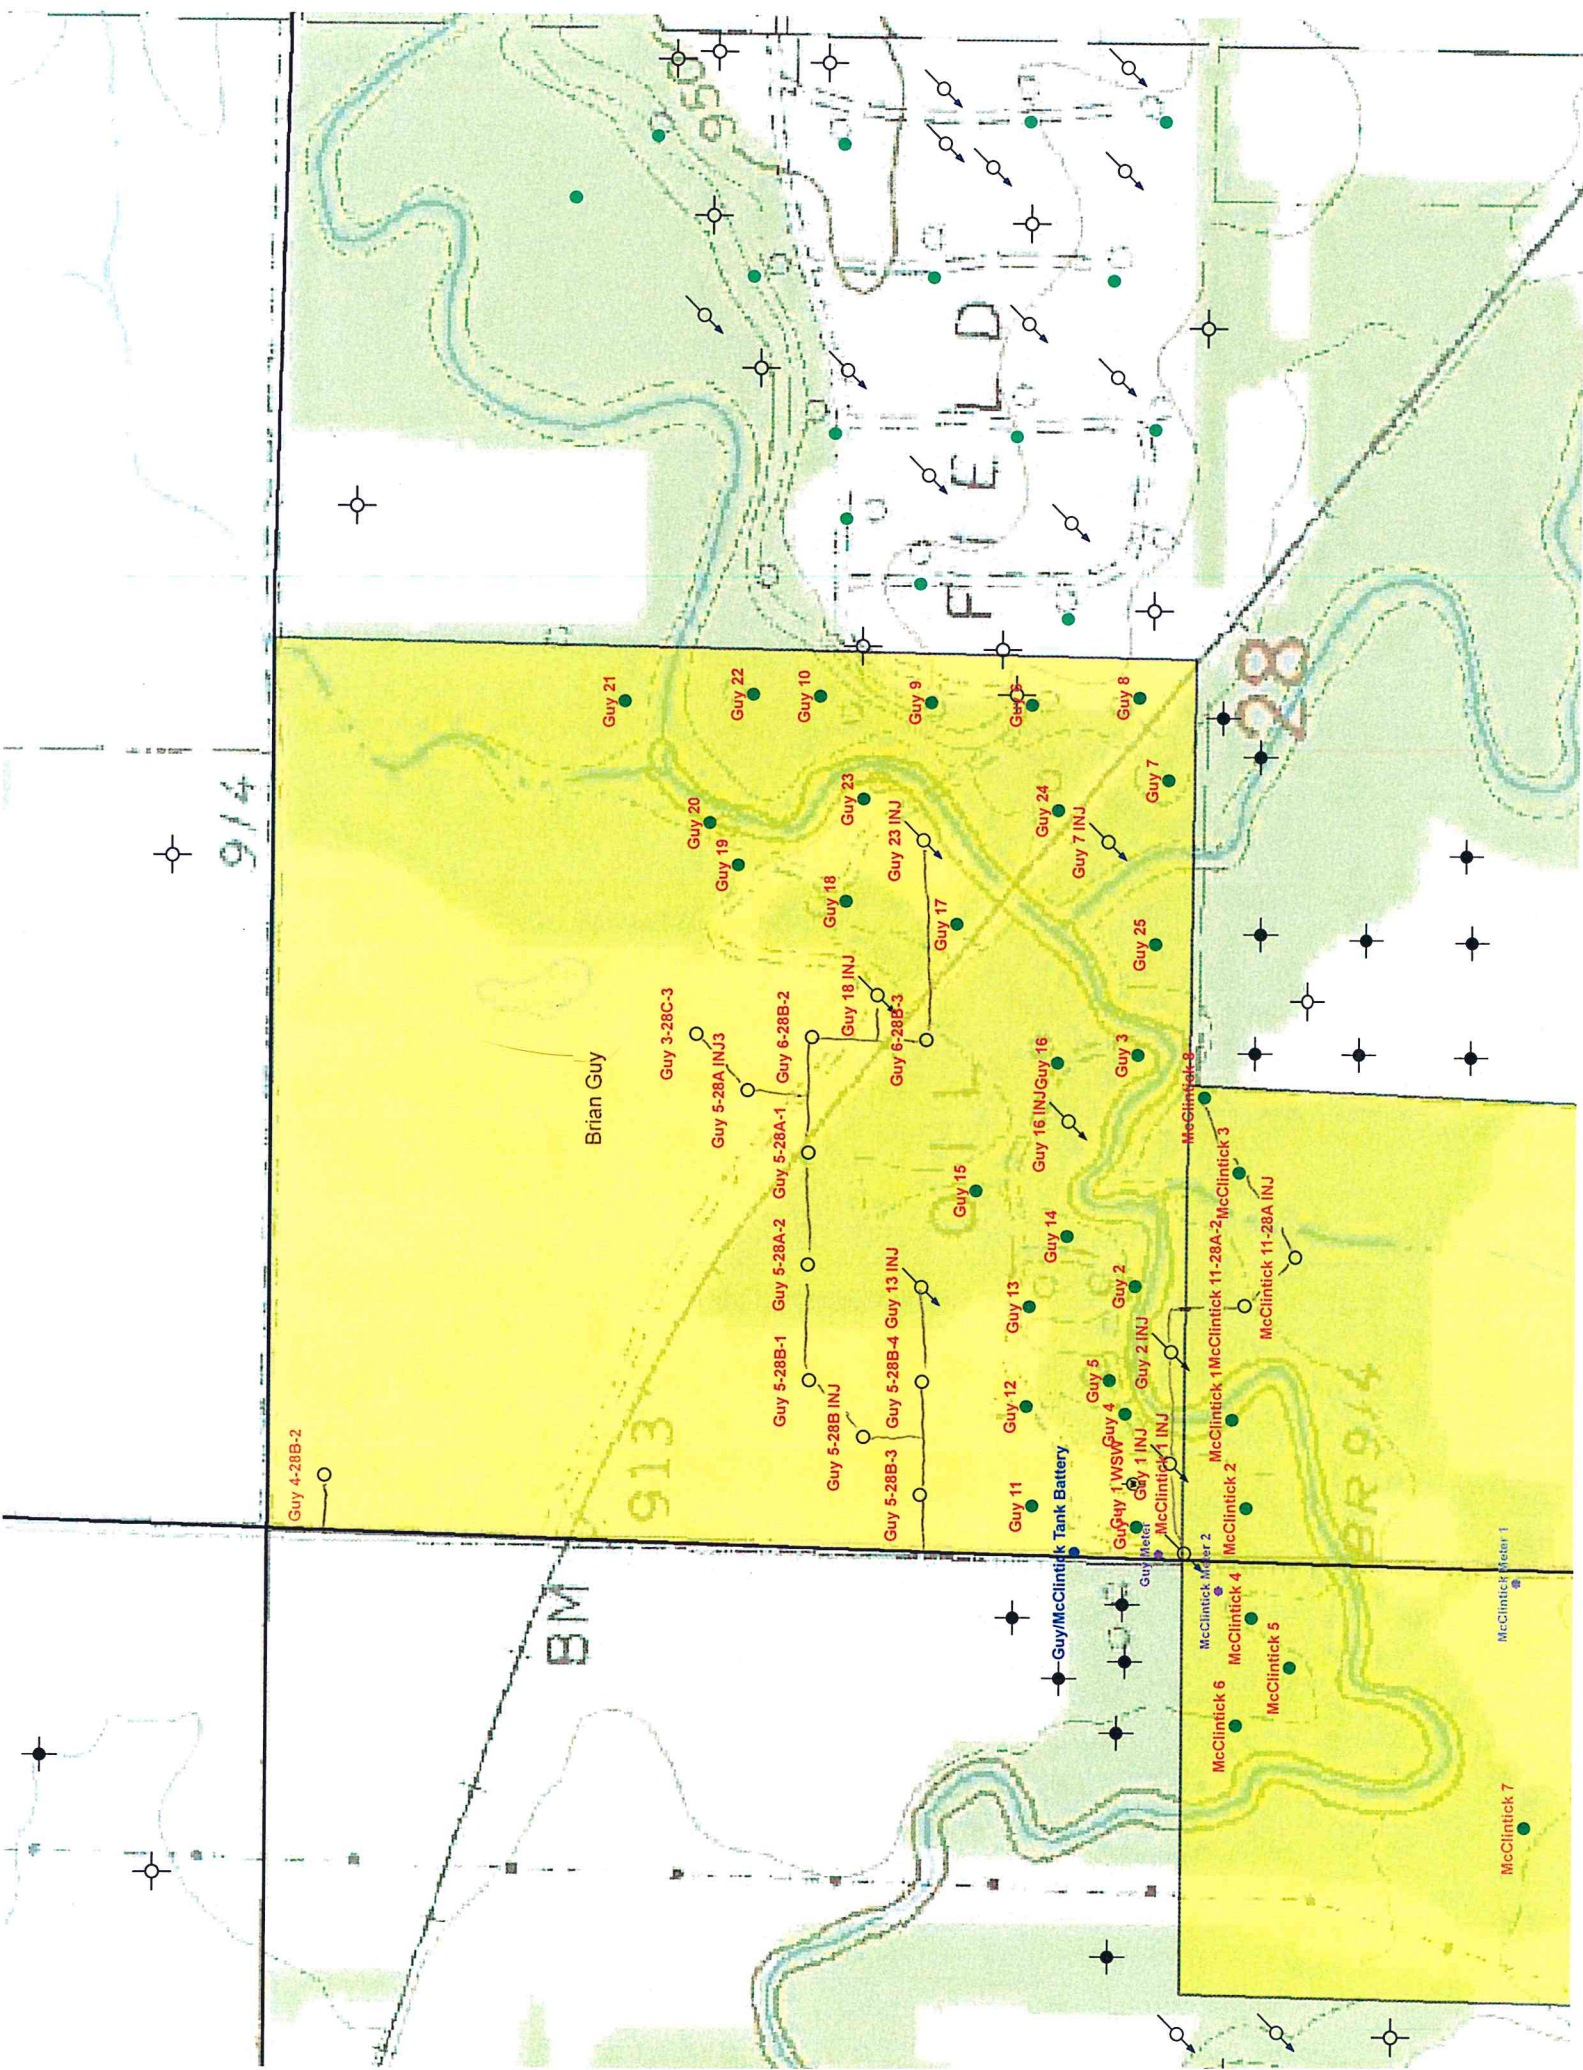 914
950
FIELD
28
OIL
913
BM
BR 914
Brian Guy
Guy 21
Guy 22
Guy 10
Guy 9
Guy 8
Guy 20
Guy 19
Guy 23
Guy 23 INJ
Guy 24
Guy 7
Guy 7 INJ
Guy 18
Guy 17
Guy 25
Guy 18 INJ
Guy 3-28C-3
Guy 5-28A INJ3
Guy 6-28B-2
Guy 6-28B-3
Guy 16
Guy 3
Guy 16 INJ
Guy 5-28A-1
Guy 15
Guy 14
Guy 5-28A-2
Guy 13 INJ
Guy 13
Guy 2
Guy 2 INJ
Guy 5-28B-1
Guy 5-28B-4
Guy 12
Guy 5
Guy 4
Guy 5-28B INJ
Guy 4-28B-2
Guy 5-28B-3
Guy 11
Guy 1 WSW
Guy 1 INJ
McClintick 1 INJ
Guy/McClintick Tank Battery
Guy Meter
McClintick 8
McClintick 3
McClintick 11-28A-2
McClintick 11-28A INJ
McClintick 1
McClintick 2
McClintick Meter 2
McClintick 4
McClintick 5
McClintick 6
McClintick Meter 1
McClintick 7